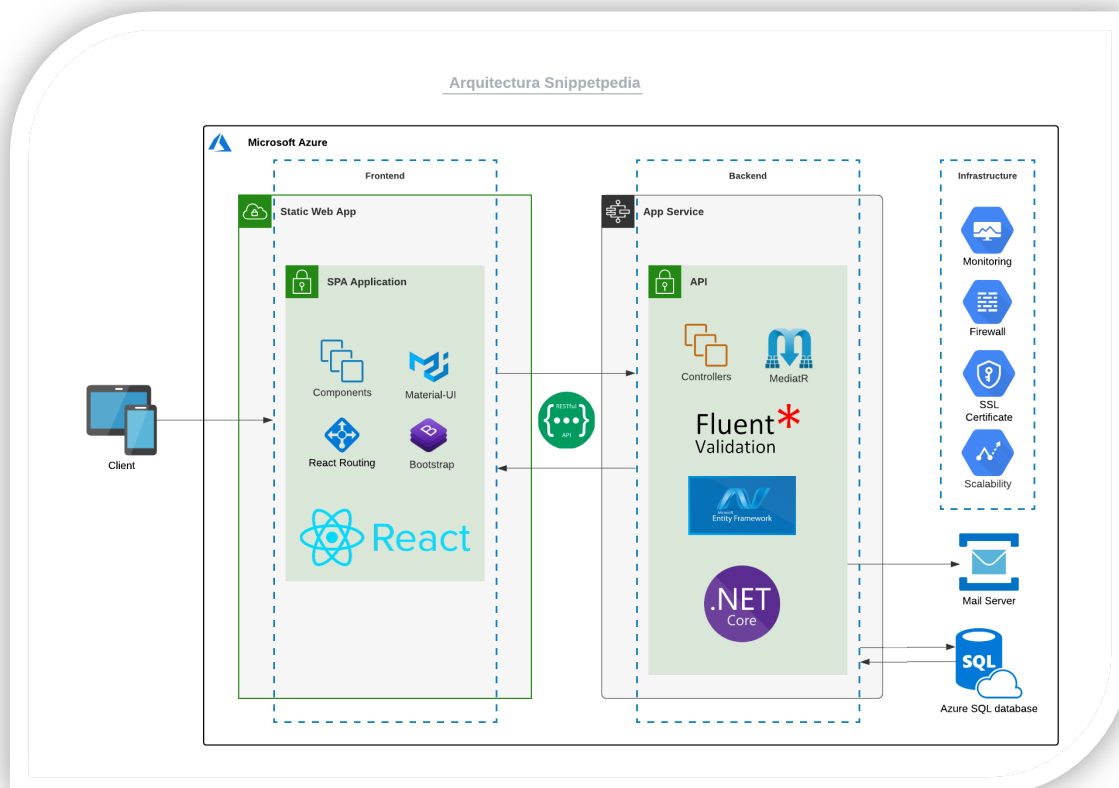 Arquitectura Snippetpedia
Microsoft Azure
Frontend
Backend
Infrastructure
Static Web App
App Service
SPA Application
API
Monitoring
Components
Material-UI
Controllers
MediatR
Firewall
RESTful
{•••}
API
Fluent*
Validation
SSL
Certificate
React Routing
Bootstrap
Client
Scalability
Microsoft
Entity Framework
React
.NET
Core
Mail Server
SQL
Azure SQL database